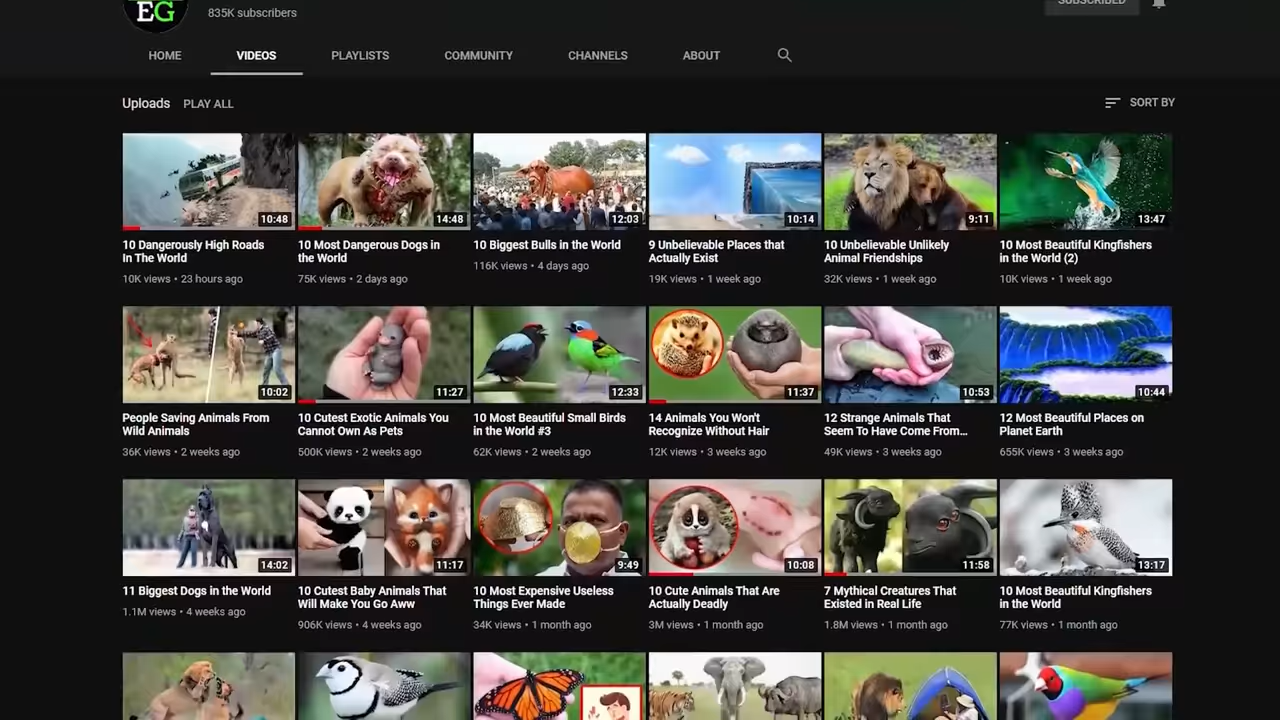 EG
835K subscribers
SUBSCRIBED
HOME VIDEOS PLAYLISTS COMMUNITY CHANNELS ABOUT
Uploads PLAY ALL SORT BY
10:48 14:48 12:03 10:14 9:11 13:47
10 Dangerously High Roads
In The World
10K views • 23 hours ago
10 Most Dangerous Dogs in
the World
75K views • 2 days ago
10 Biggest Bulls in the World
116K views • 4 days ago
9 Unbelievable Places that
Actually Exist
19K views • 1 week ago
10 Unbelievable Unlikely
Animal Friendships
32K views • 1 week ago
10 Most Beautiful Kingfishers
in the World (2)
10K views • 1 week ago
10:02 11:27 12:33 11:37 10:53 10:44
People Saving Animals From
Wild Animals
36K views • 2 weeks ago
10 Cutest Exotic Animals You
Cannot Own As Pets
500K views • 2 weeks ago
10 Most Beautiful Small Birds
in the World #3
62K views • 2 weeks ago
14 Animals You Won't
Recognize Without Hair
12K views • 3 weeks ago
12 Strange Animals That
Seem To Have Come From...
49K views • 3 weeks ago
12 Most Beautiful Places on
Planet Earth
655K views • 3 weeks ago
14:02 11:17 9:49 10:08 11:58 13:17
11 Biggest Dogs in the World
1.1M views • 4 weeks ago
10 Cutest Baby Animals That
Will Make You Go Aww
906K views • 4 weeks ago
10 Most Expensive Useless
Things Ever Made
34K views • 1 month ago
10 Cute Animals That Are
Actually Deadly
3M views • 1 month ago
7 Mythical Creatures That
Existed in Real Life
1.8M views • 1 month ago
10 Most Beautiful Kingfishers
in the World
77K views • 1 month ago